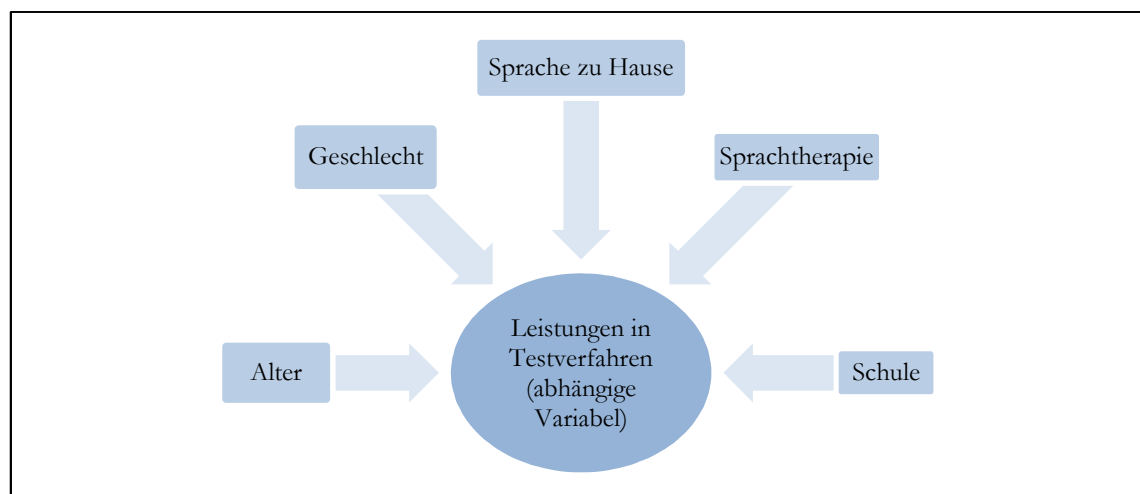 Sprache zu Hause
Geschlecht
Sprachtherapie
Alter
Leistungen in
Testverfahren
(abhängige
Variabel)
Schule